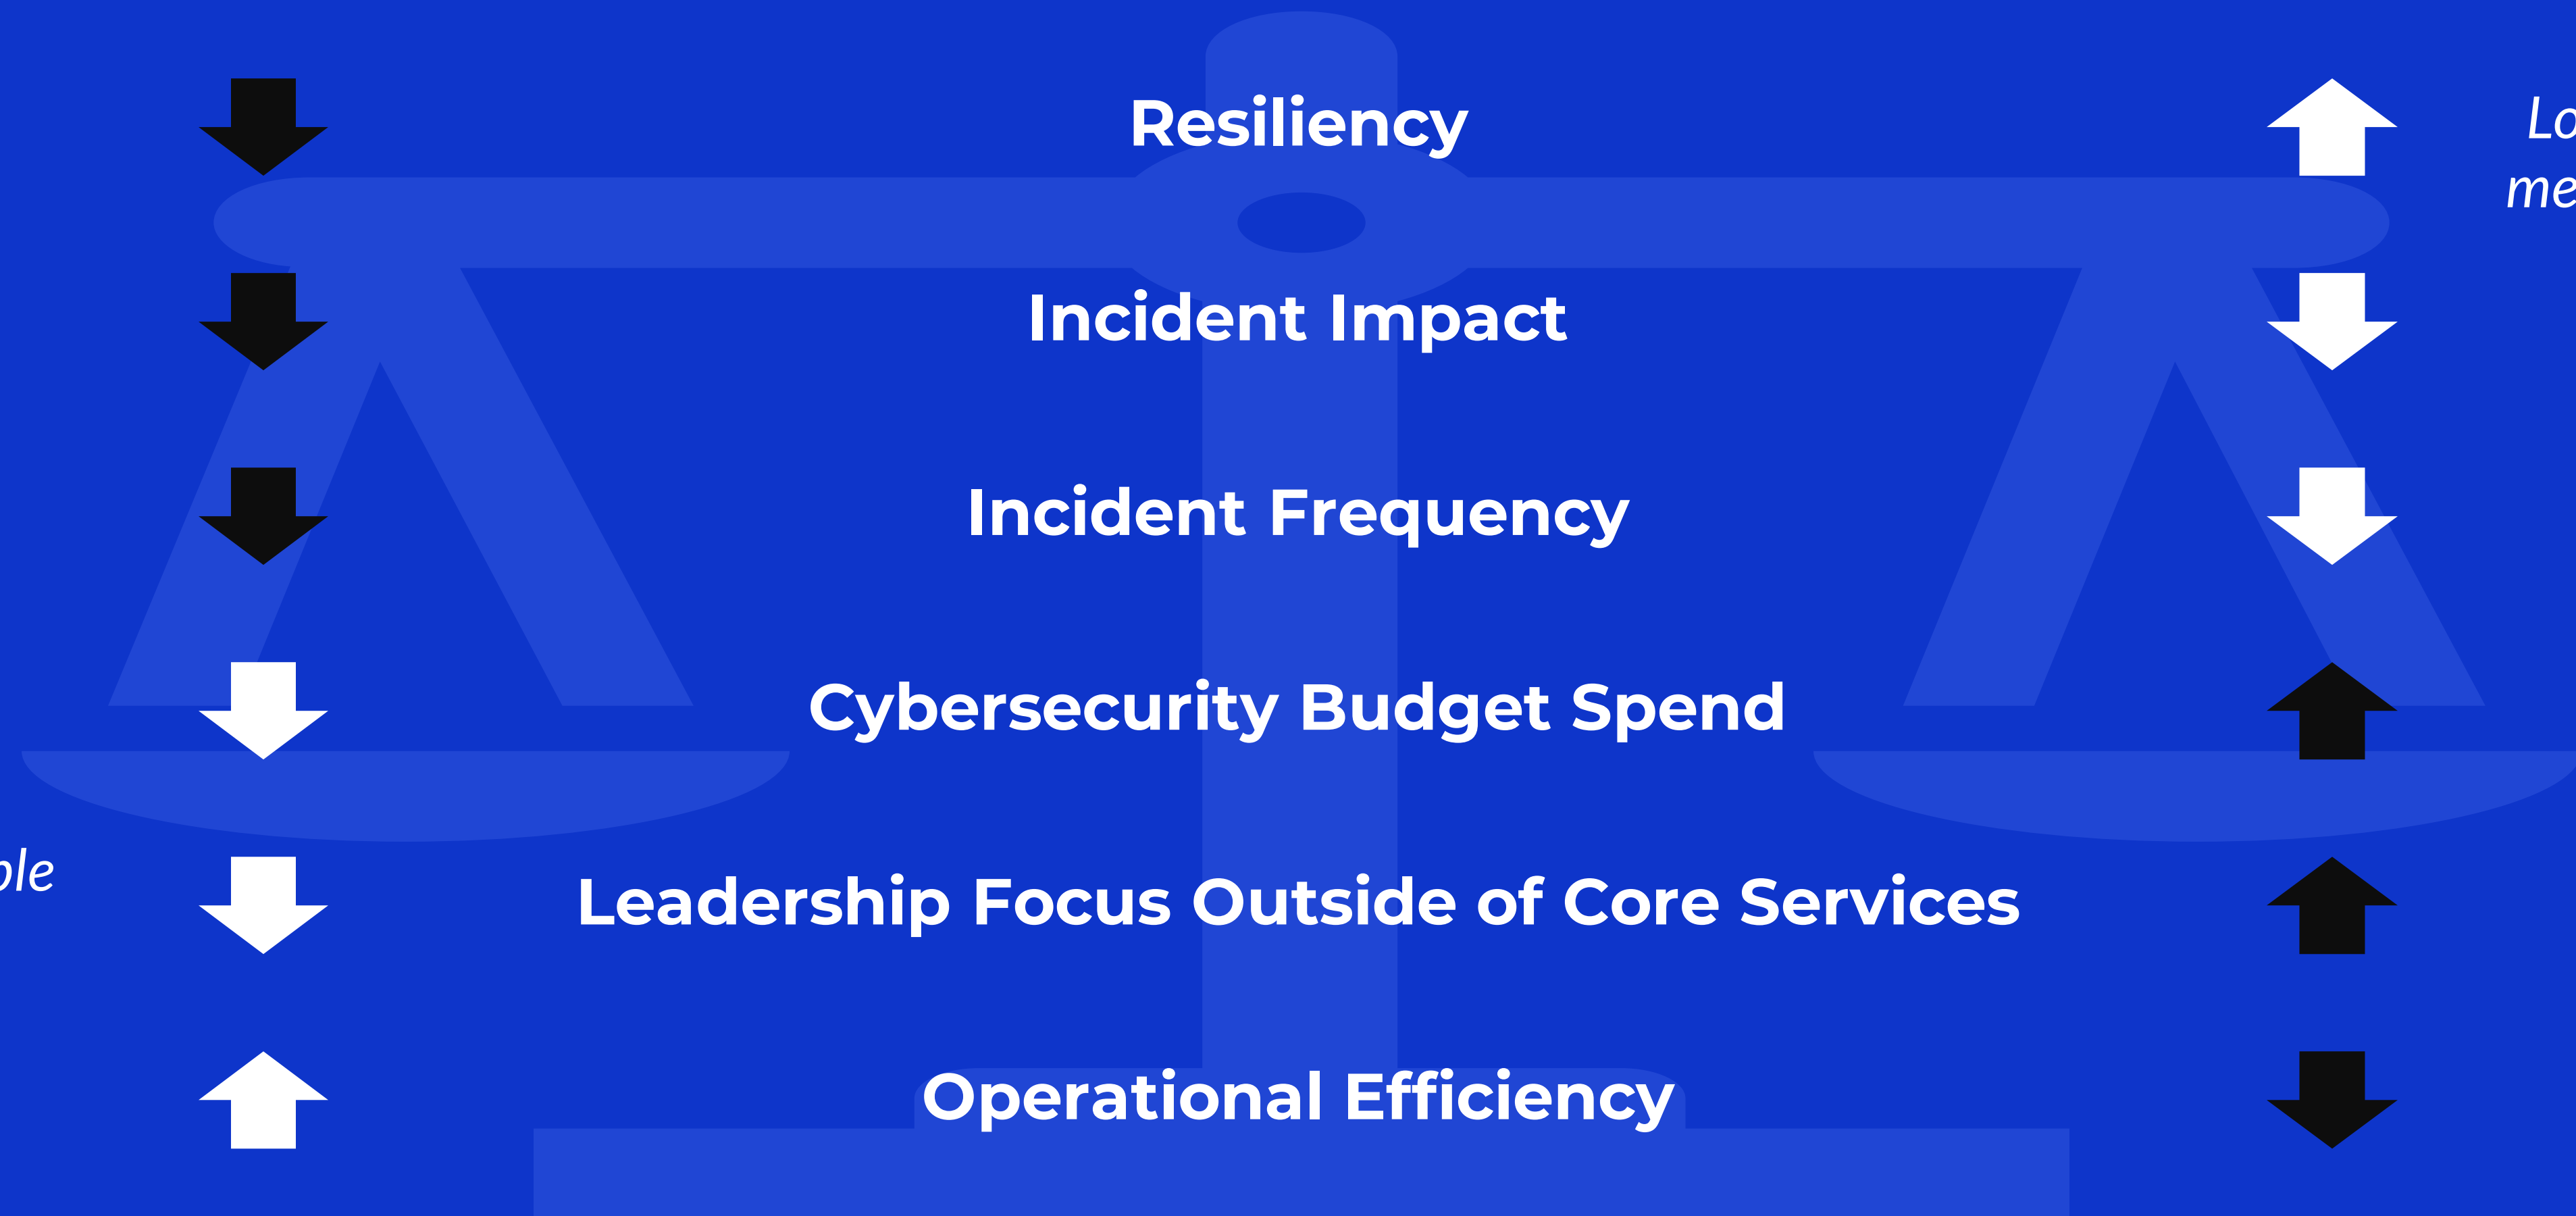 Resiliency
Incident Impact
Incident Frequency
Cybersecurity Budget Spend
Leadership Focus Outside of Core Services
Operational Efficiency